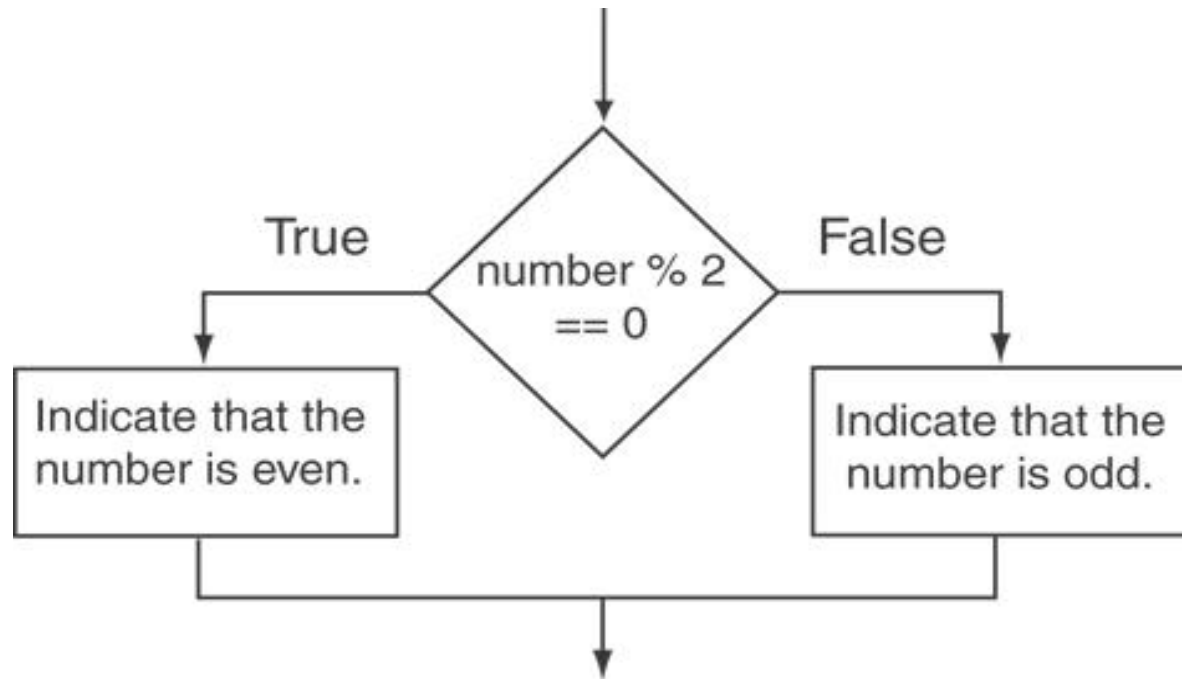 True
False
number % 2
== 0
Indicate that the
number is even.
Indicate that the
number is odd.